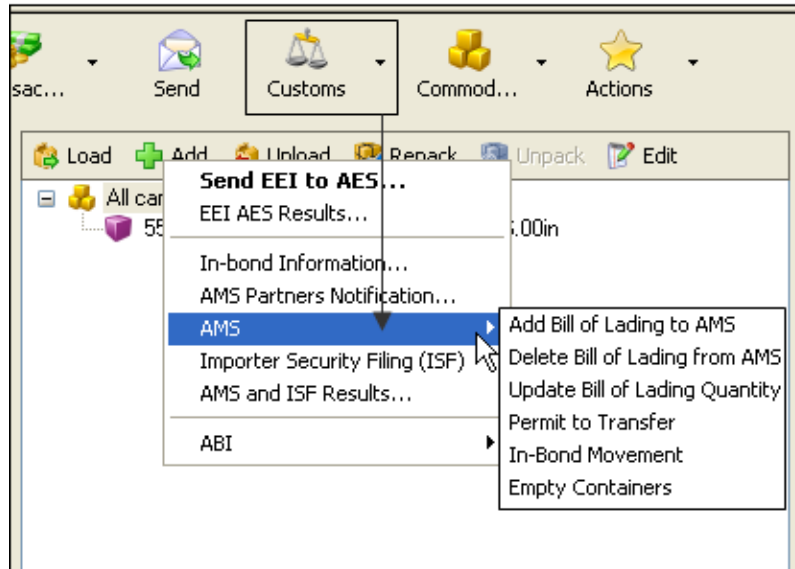 sac... Send Customs Commod... Actions
Load Add Upload Repack Unpack Edit
All car
55 .00in
Send EEI to AES...
EEI AES Results...
In-bond Information...
AMS Partners Notification...
AMS
Importer Security Filing (ISF)
AMS and ISF Results...
ABI
Add Bill of Lading to AMS
Delete Bill of Lading from AMS
Update Bill of Lading Quantity
Permit to Transfer
In-Bond Movement
Empty Containers